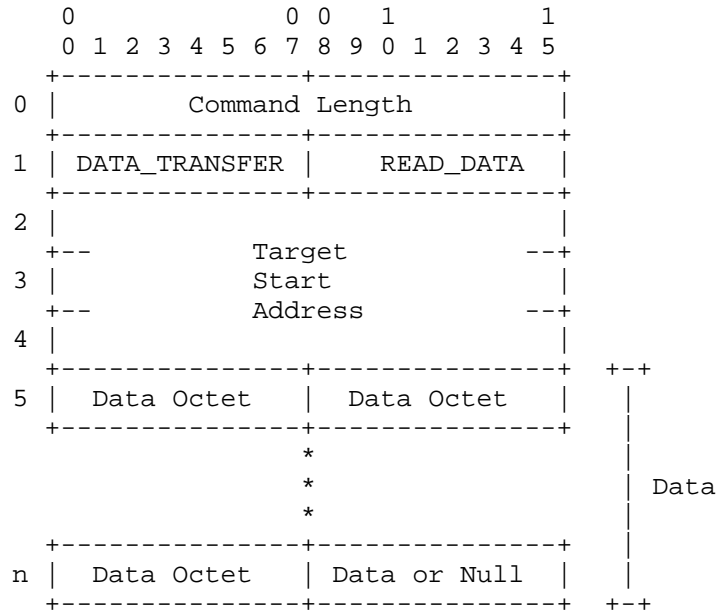 0 0 0 1 1
0 1 2 3 4 5 6 7 8 9 0 1 2 3 4 5
+---------------+---------------+
0 | Command Length |
+---------------+---------------+
1 | DATA_TRANSFER | READ_DATA |
+---------------+---------------+
2 | |
+-- Target --+
3 | Start |
+-- Address --+
4 | |
+---------------+---------------+ +-+
5 | Data Octet | Data Octet | |
+---------------+---------------+ |
* |
* | Data
* |
+---------------+---------------+ |
n | Data Octet | Data or Null | |
+---------------+---------------+ +-+